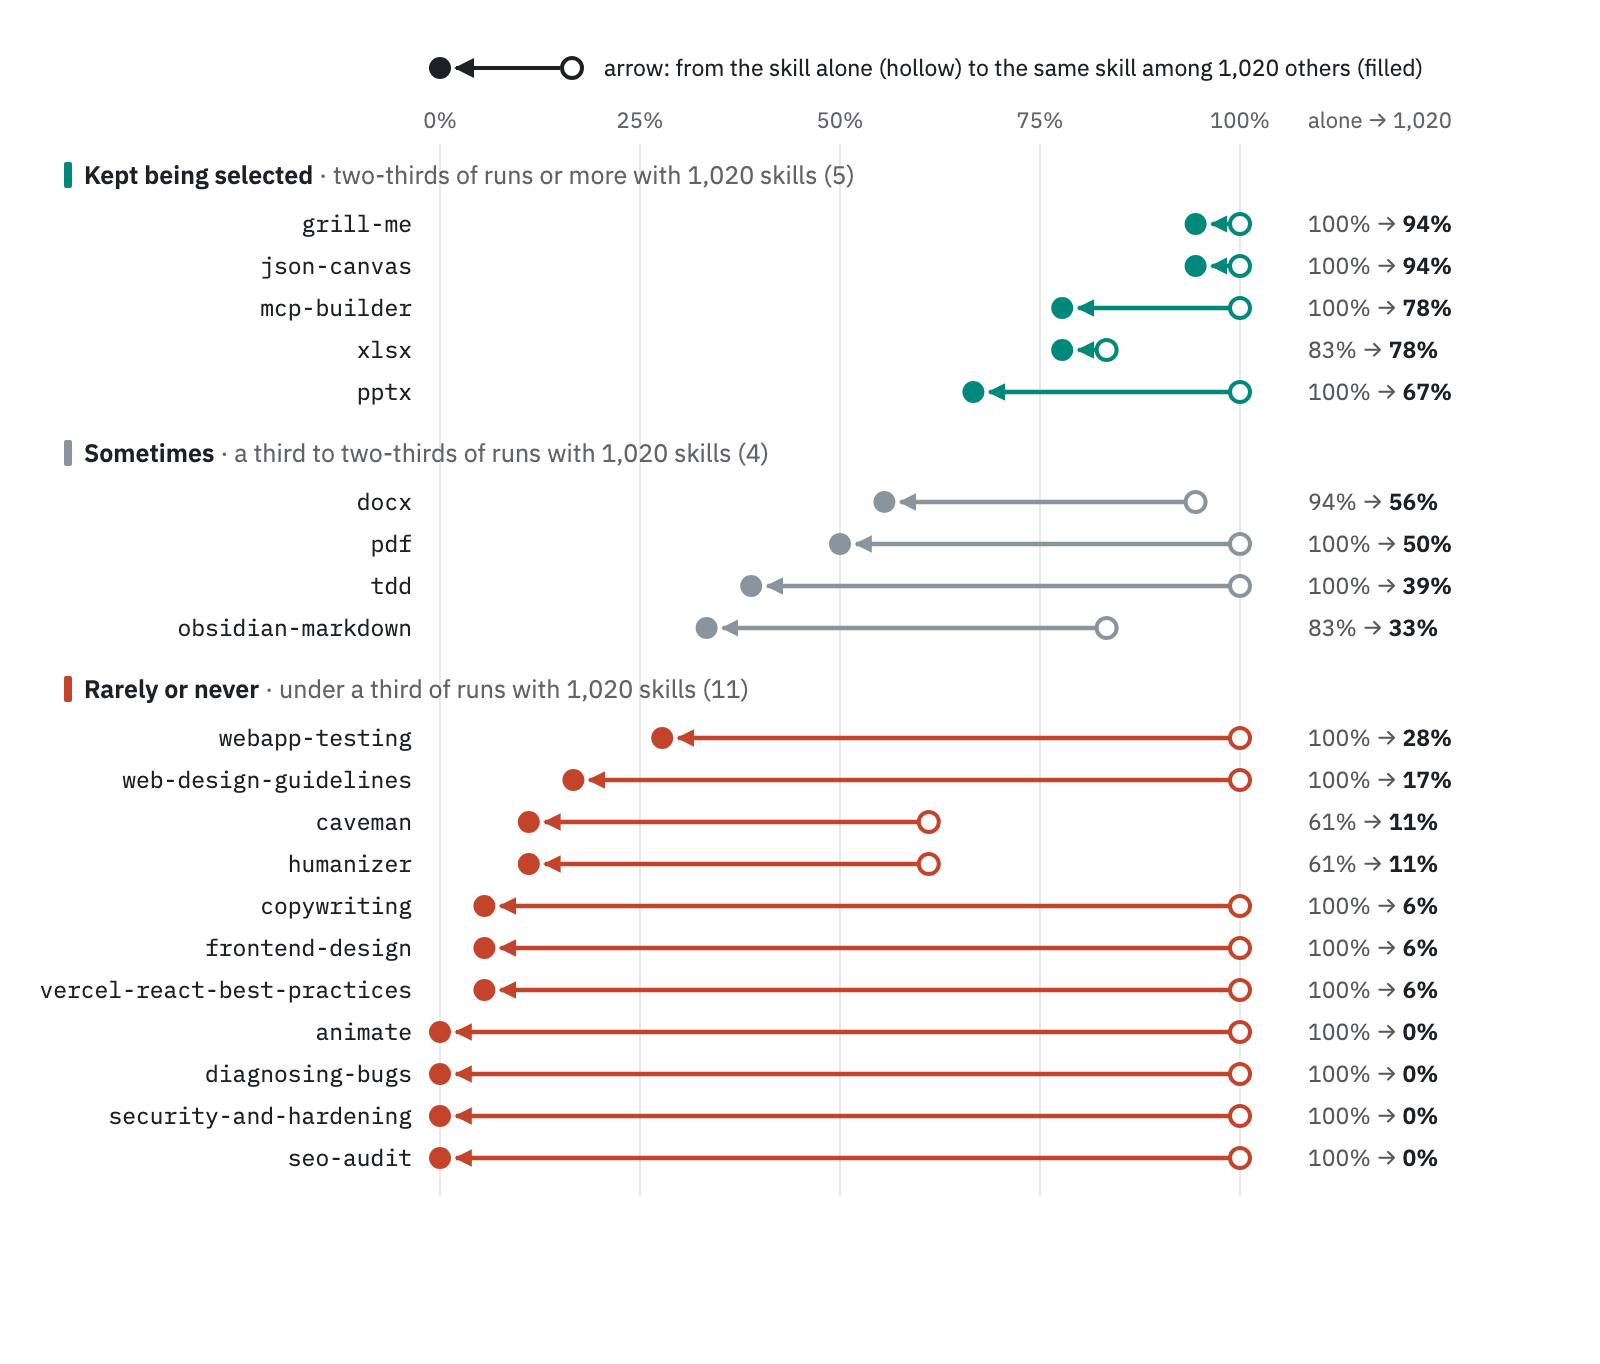 arrow: from the skill alone (hollow) to the same skill among 1,020 others (filled)
0% 25% 50% 75% 100% alone → 1,020
Kept being selected · two-thirds of runs or more with 1,020 skills (5)
grill-me 100% → 94%
json-canvas 100% → 94%
mcp-builder 100% → 78%
xlsx 83% → 78%
pptx 100% → 67%
Sometimes · a third to two-thirds of runs with 1,020 skills (4)
docx 94% → 56%
pdf 100% → 50%
tdd 100% → 39%
obsidian-markdown 83% → 33%
Rarely or never · under a third of runs with 1,020 skills (11)
webapp-testing 100% → 28%
web-design-guidelines 100% → 17%
caveman 61% → 11%
humanizer 61% → 11%
copywriting 100% → 6%
frontend-design 100% → 6%
vercel-react-best-practices 100% → 6%
animate 100% → 0%
diagnosing-bugs 100% → 0%
security-and-hardening 100% → 0%
seo-audit 100% → 0%